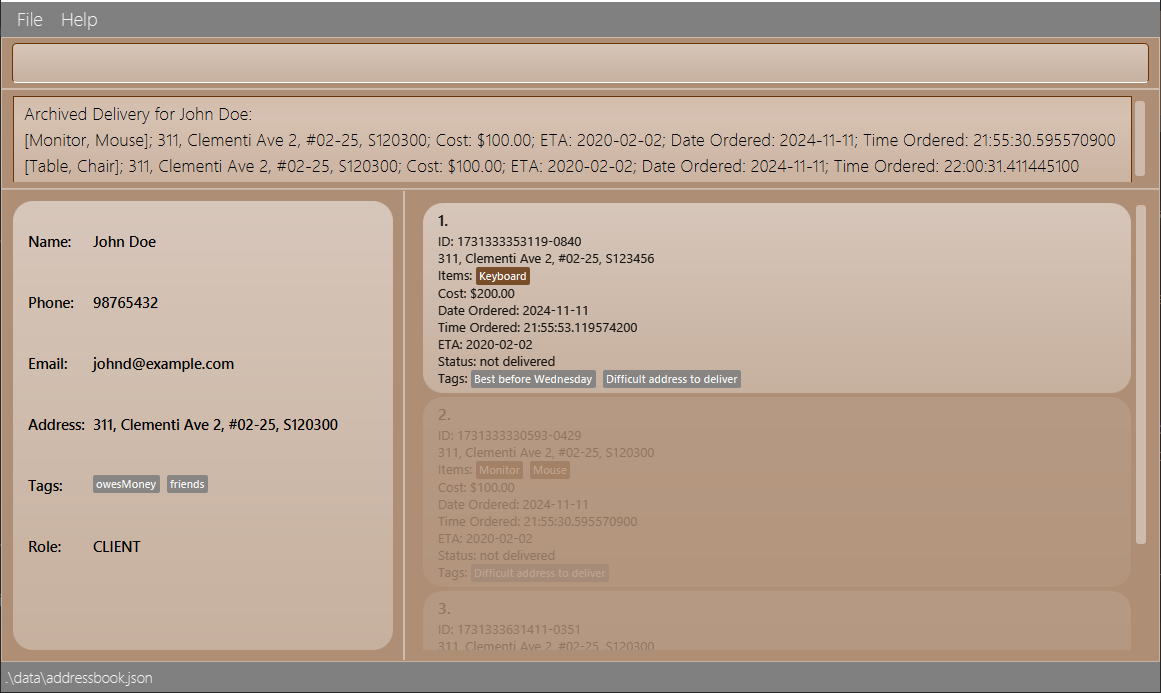 File Help
Archived Delivery for John Doe:
[Monitor, Mouse]; 311, Clementi Ave 2, #02-25, S120300; Cost: $100.00; ETA: 2020-02-02; Date Ordered: 2024-11-11; Time Ordered: 21:55:30.595570900
[Table, Chair]; 311, Clementi Ave 2, #02-25, S120300; Cost: $100.00; ETA: 2020-02-02; Date Ordered: 2024-11-11; Time Ordered: 22:00:31.411445100
Name: John Doe
Phone: 98765432
Email: johnd@example.com
Address: 311, Clementi Ave 2, #02-25, S120300
Tags: owesMoney friends
Role: CLIENT
1.
ID: 1731333353119-0840
311, Clementi Ave 2, #02-25, S123456
Items: Keyboard
Cost: $200.00
Date Ordered: 2024-11-11
Time Ordered: 21:55:53.119574200
ETA: 2020-02-02
Status: not delivered
Tags: Best before Wednesday Difficult address to deliver
2.
ID: 1731333330593-0429
311, Clementi Ave 2, #02-25, S120300
Items: Monitor Mouse
Cost: $100.00
Date Ordered: 2024-11-11
Time Ordered: 21:55:30.595570900
ETA: 2020-02-02
Status: not delivered
Tags: Difficult address to deliver
3.
ID: 1731333631411-0351
311, Clementi Ave 2, #02-25, S120300
.\data\addressbook.json